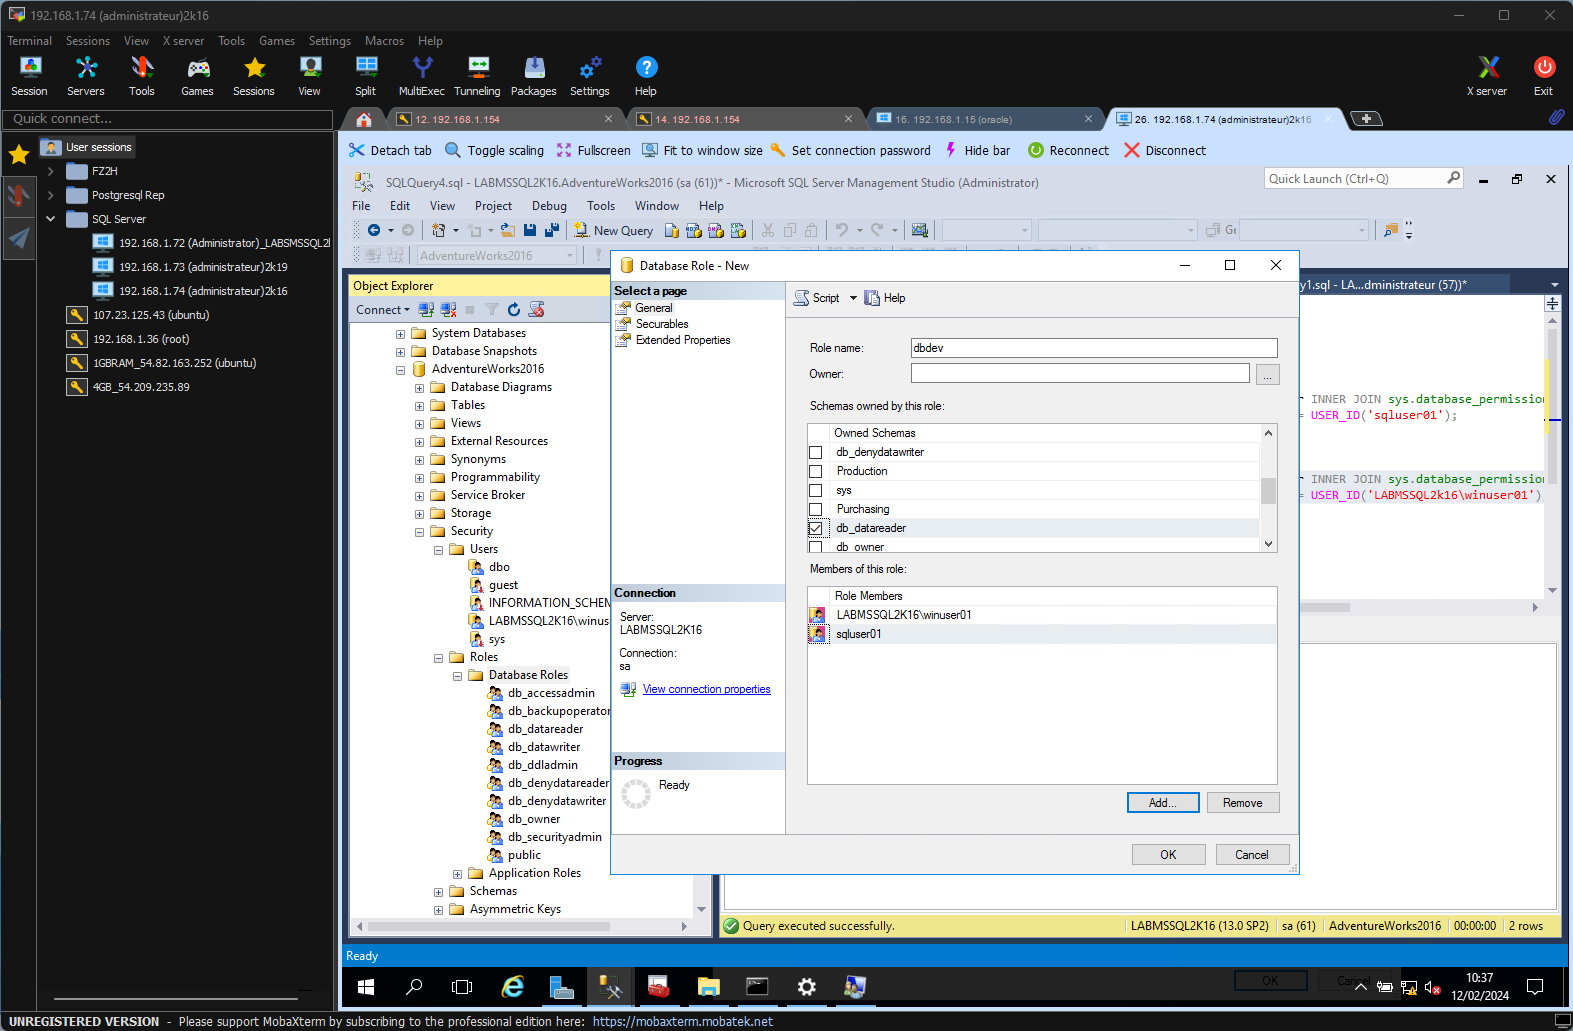 192.168.1.74 (administrateur)2k16
Terminal Sessions View X server Tools Games Settings Macros Help
Session Servers Tools Games Sessions View Split MultiExec Tunneling Packages Settings Help X server Exit
Quick connect...
12. 192.168.1.154
14. 192.168.1.154
16. 192.168.1.15 (oracle)
26. 192.168.1.74 (administrateur)2k16
Detach tab Toggle scaling Fullscreen Fit to window size Set connection password Hide bar Reconnect Disconnect
User sessions
FZ2H
Postgresql Rep
SQL Server
192.168.1.72 (Administrator)_LABSMSSQL2
192.168.1.73 (administrateur)2k19
192.168.1.74 (administrateur)2k16
107.23.125.43 (ubuntu)
192.168.1.36 (root)
1GBRAM_54.82.163.252 (ubuntu)
4GB_54.209.235.89
SQLQuery4.sql - LABMSSQL2K16.AdventureWorks2016 (sa (61))* - Microsoft SQL Server Management Studio (Administrator)
Quick Launch (Ctrl+Q)
File Edit View Project Debug Tools Window Help
New Query
MDX DMX XMLA
Ge
AdventureWorks2016
Object Explorer
Connect
System Databases
Database Snapshots
AdventureWorks2016
Database Diagrams
Tables
Views
External Resources
Synonyms
Programmability
Service Broker
Storage
Security
Users
dbo
guest
INFORMATION_SCHEM
LABMSSQL2K16\winus
sys
Roles
Database Roles
db_accessadmin
db_backupoperator
db_datareader
db_datawriter
db_ddladmin
db_denydatareader
db_denydatawriter
db_owner
db_securityadmin
public
Application Roles
Schemas
Asymmetric Keys
Database Role - New
Select a page
General
Securables
Extended Properties
Script Help
Role name: dbdev
Owner:
...
Schemas owned by this role:
Owned Schemas
db_denydatawriter
Production
sys
Purchasing
db_datareader
db_owner
Members of this role:
Role Members
LABMSSQL2K16\winuser01
sqluser01
Add... Remove
OK Cancel
Connection
Server:
LABMSSQL2K16
Connection:
sa
View connection properties
Progress
Ready
y1.sql - LA...dministrateur (57))*
r INNER JOIN sys.database_permission
= USER_ID('sqluser01');
r INNER JOIN sys.database_permission
= USER_ID('LABMSSQL2k16\winuser01')
Query executed successfully.
LABMSSQL2K16 (13.0 SP2) sa (61) AdventureWorks2016 00:00:00 2 rows
Ready
OK Cancel
10:37
12/02/2024
UNREGISTERED VERSION - Please support MobaXterm by subscribing to the professional edition here: https://mobaxterm.mobatek.net